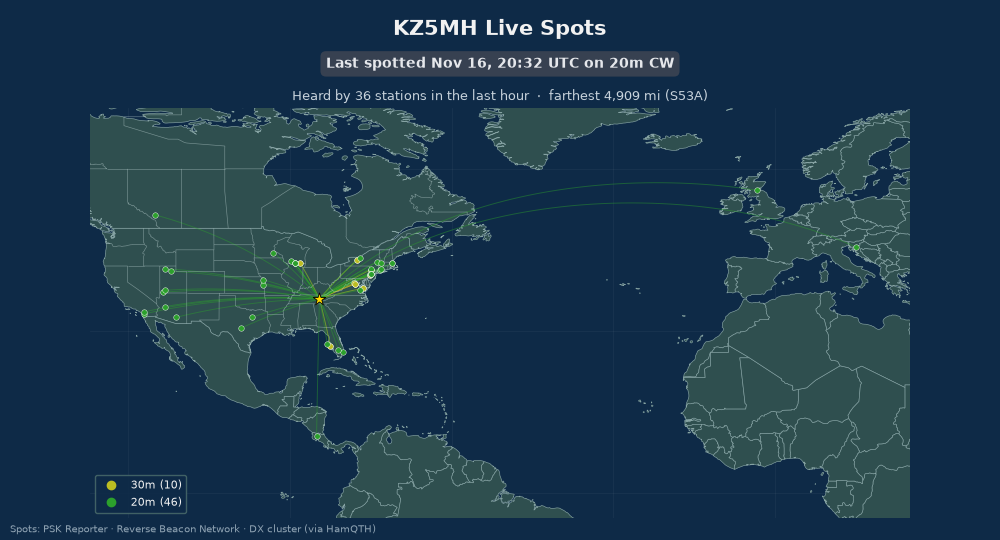 KZ5MH Live Spots
Last spotted Nov 16, 20:32 UTC on 20m CW
Heard by 36 stations in the last hour · farthest 4,909 mi (S53A)
30m (10)
20m (46)
Spots: PSK Reporter · Reverse Beacon Network · DX cluster (via HamQTH)